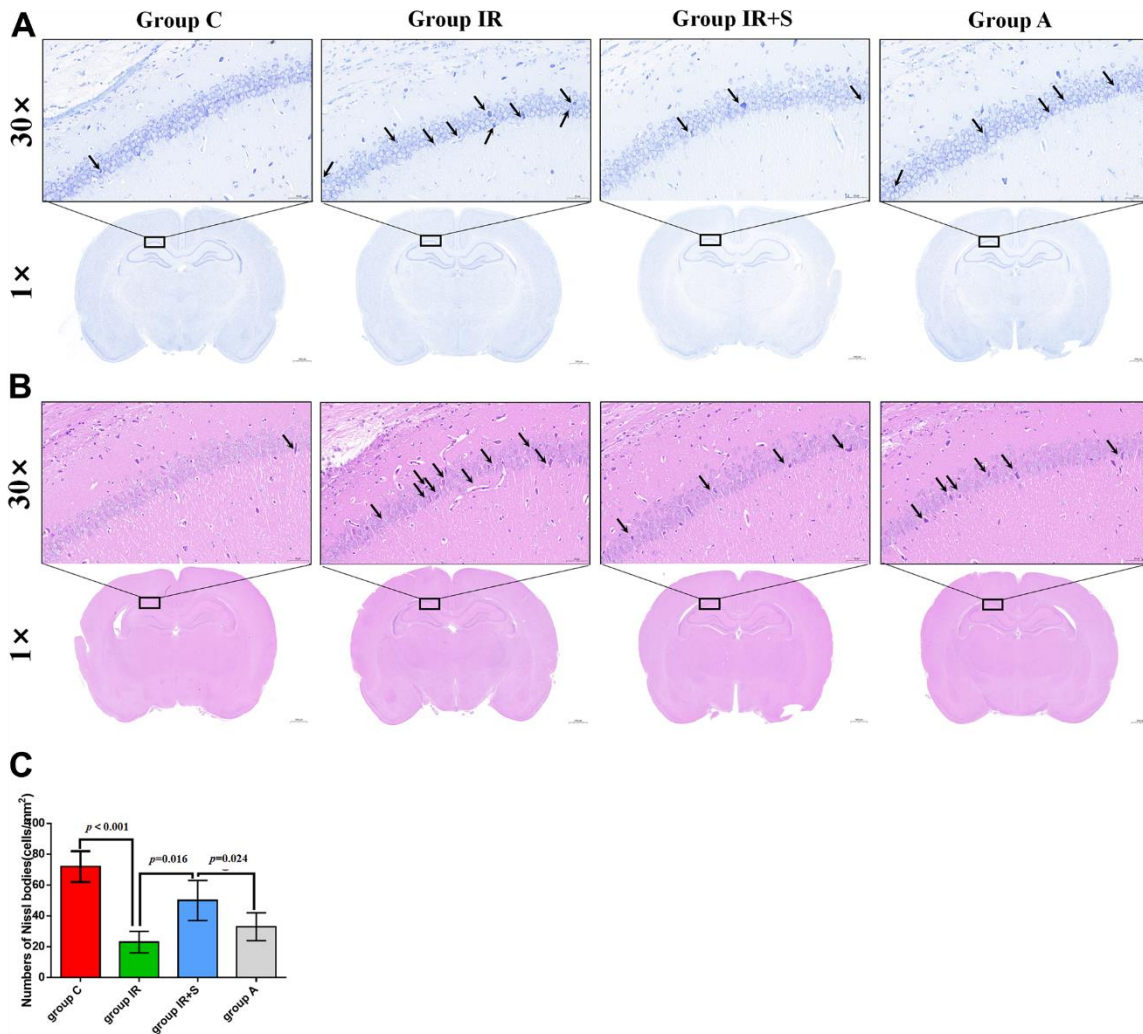 A
Group C Group IR Group IR+S Group A
30×
1×
B
30×
1×
C
Numbers of Nissl bodies(cells/mm²)
100
80
60
40
20
0
p < 0.001
p=0.016
p=0.024
group C
group IR
group IR+S
group A